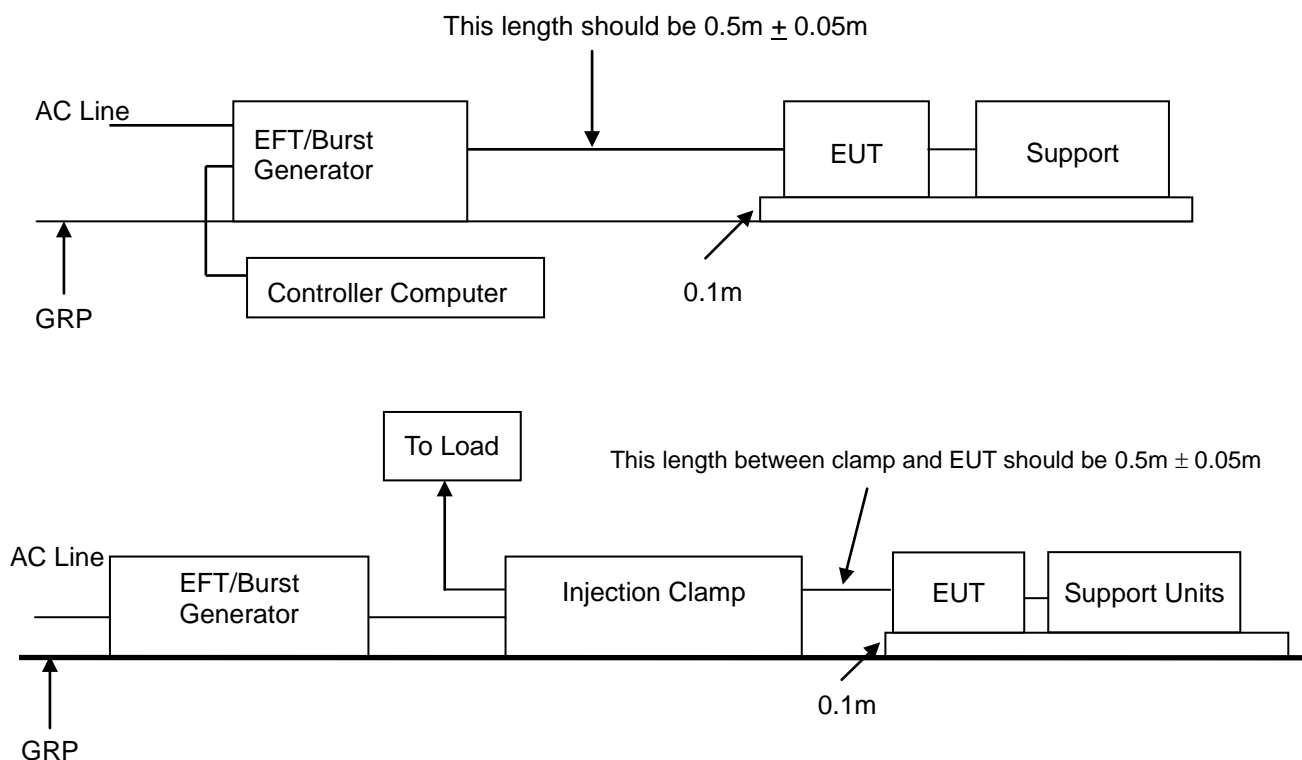 This length should be 0.5m ± 0.05m
AC Line
EFT/Burst
Generator
EUT
Support
Controller Computer
0.1m
GRP
To Load
This length between clamp and EUT should be 0.5m ± 0.05m
AC Line
EFT/Burst
Generator
Injection Clamp
EUT
Support Units
0.1m
GRP